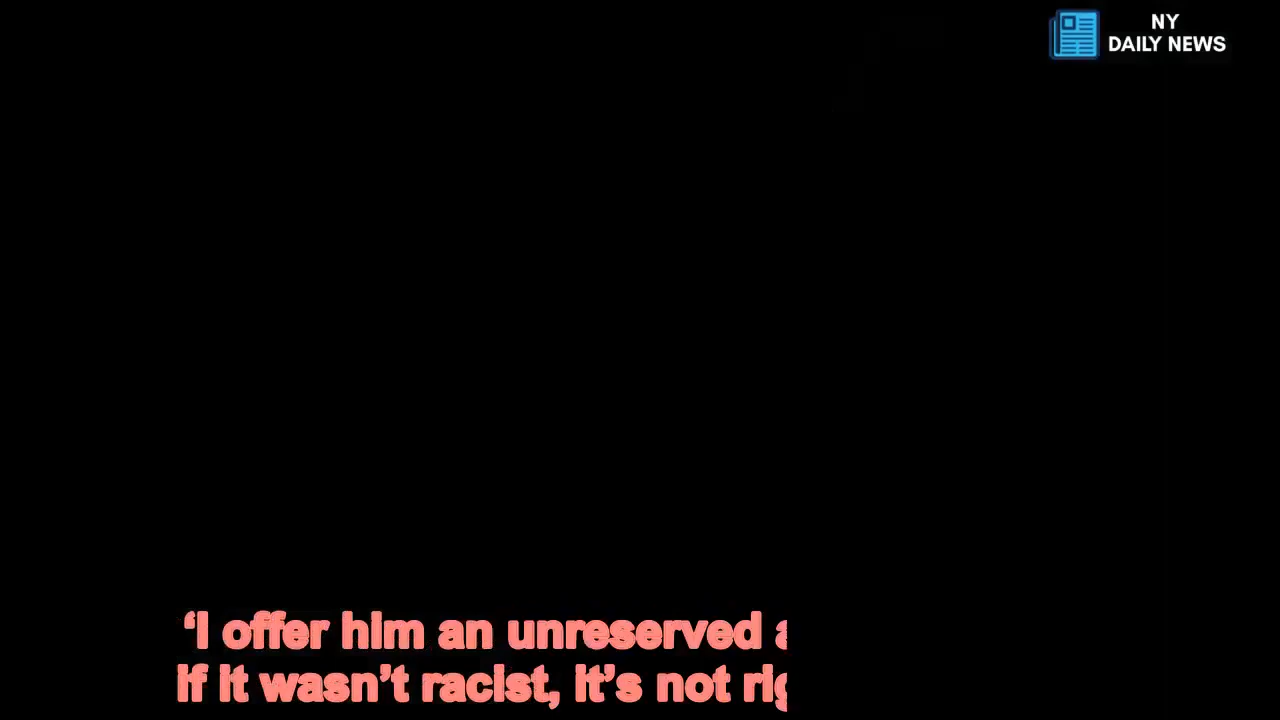 NY
DAILY NEWS
‘I offer him an unreserved
if it wasn’t racist, it’s not